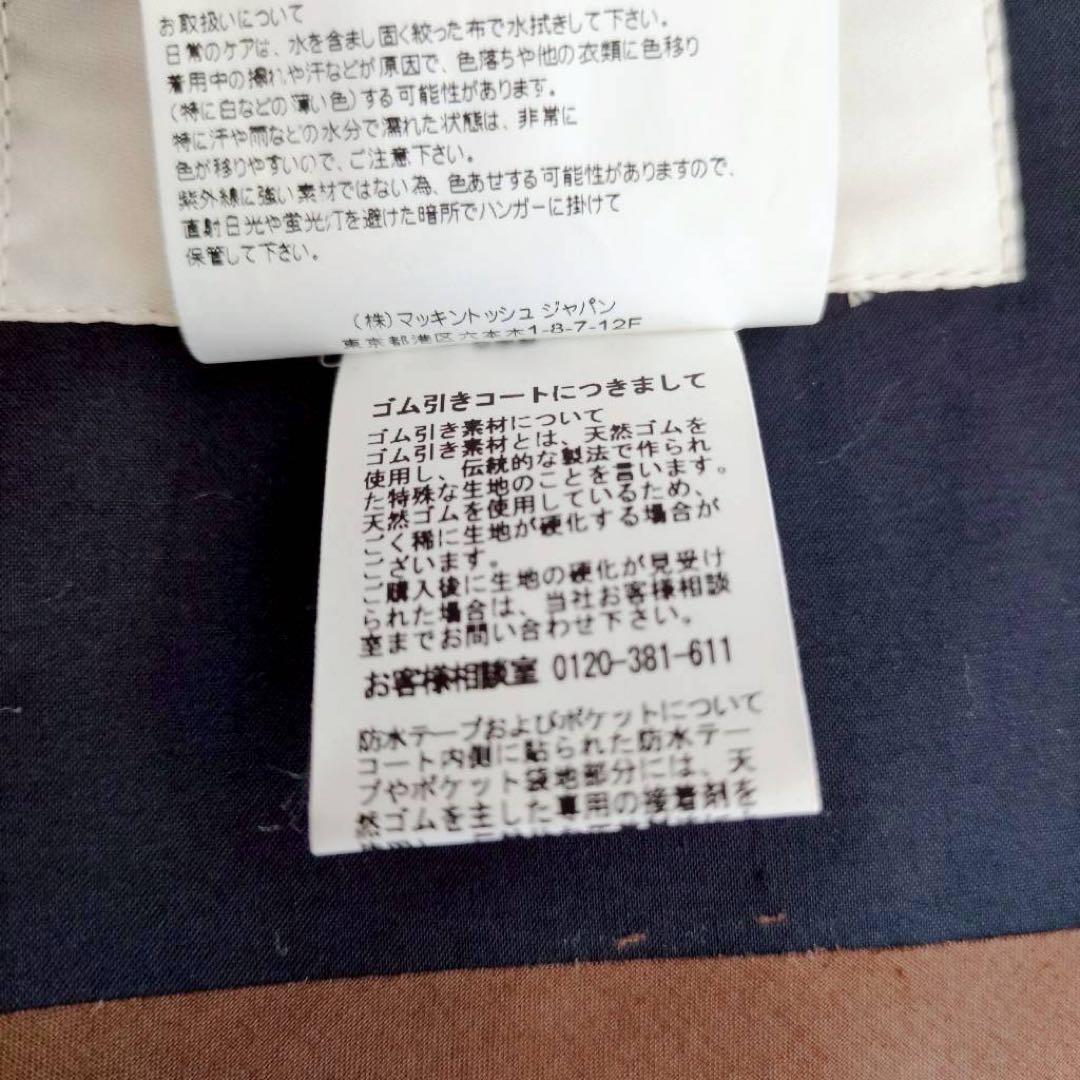 お取扱いについて
日常のケアは、水を含まし固く絞った布で水拭きして下さい。
着用中の擦れや汗などが原因で、色落ちや他の衣類に色移り
(特に白などの薄い色)する可能性があります。
特に汗や雨などの水分で濡れた状態は、非常に
色が移りやすいので、ご注意下さい。
紫外線に強い素材ではない為、色あせする可能性がありますので、
直射日光や蛍光灯を避けた暗所でハンガーに掛けて
保管して下さい。
(株)マッキントッシュ ジャパン
東京都港区六本木1-8-7-12F
ゴム引きコートにつきまして
ゴム引き素材について
ゴム引き素材とは、天然ゴムを
使用し、伝統的な製法で作られ
た特殊な生地のことを言います。
天然ゴムを使用しているため、
ごく稀に生地が硬化する場合が
ございます。
ご購入後に生地の硬化が見受け
られた場合は、当社お客様相談
室までお問い合わせ下さい。
お客様相談室 0120-381-611
防水テープおよびポケットについて
コート内側に貼られた防水テー
プやポケット袋地部分には、天
然ゴムを主した専用の接着剤を